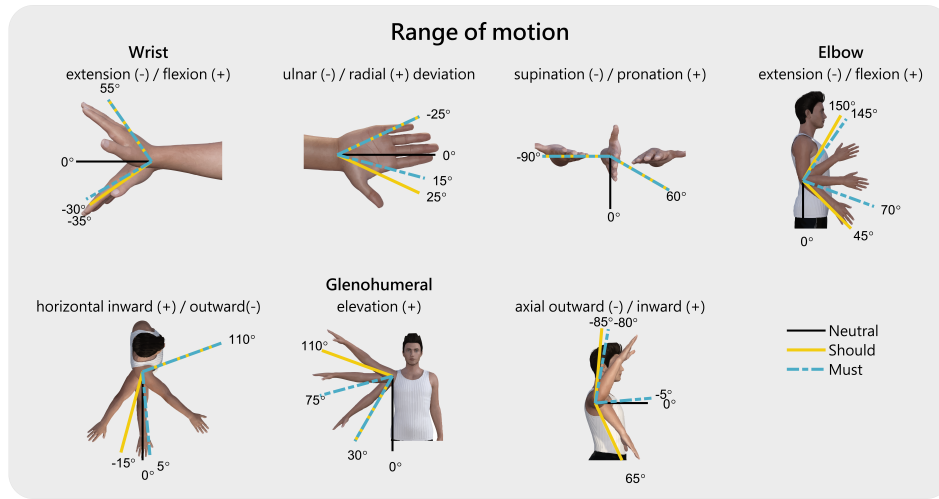 Range of motion
Wrist
extension (-) / flexion (+)
55°
0°
-30°
-35°
ulnar (-) / radial (+) deviation
-25°
0°
15°
25°
supination (-) / pronation (+)
-90°
60°
0°
Elbow
extension (-) / flexion (+)
150°
145°
70°
45°
0°
horizontal inward (+) / outward(-)
110°
-15°
0°
5°
Glenohumeral
elevation (+)
110°
75°
30°
0°
axial outward (-) / inward (+)
-85°
-80°
-5°
0°
65°
Neutral
Should
Must